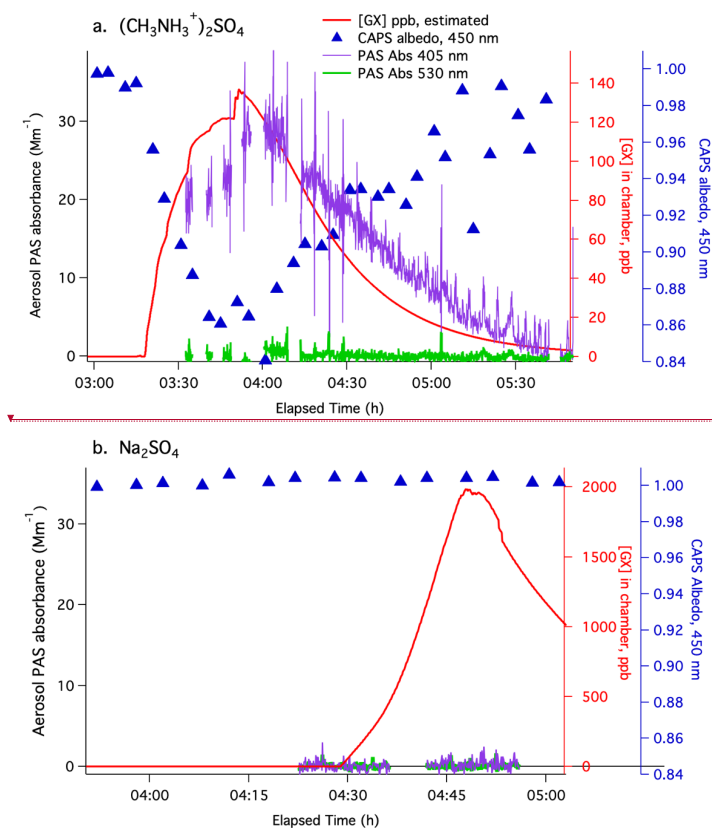 a. (CH3NH3+)2SO4
[GX] ppb, estimated
CAPS albedo, 450 nm
PAS Abs 405 nm
PAS Abs 530 nm
Aerosol PAS absorbance (Mm-1)
30
20
10
0
140
120
100
80
60
40
20
0
[GX] in chamber, ppb
1.00
0.98
0.96
0.94
0.92
0.90
0.88
0.86
0.84
CAPS albedo, 450 nm
03:00 03:30 04:00 04:30 05:00 05:30
Elapsed Time (h)
b. Na2SO4
Aerosol PAS absorbance (Mm-1)
30
20
10
0
2000
1500
1000
500
0
[GX] in chamber, ppb
1.00
0.98
0.96
0.94
0.92
0.90
0.88
0.86
0.84
CAPS Albedo, 450 nm
04:00 04:15 04:30 04:45 05:00
Elapsed Time (h)